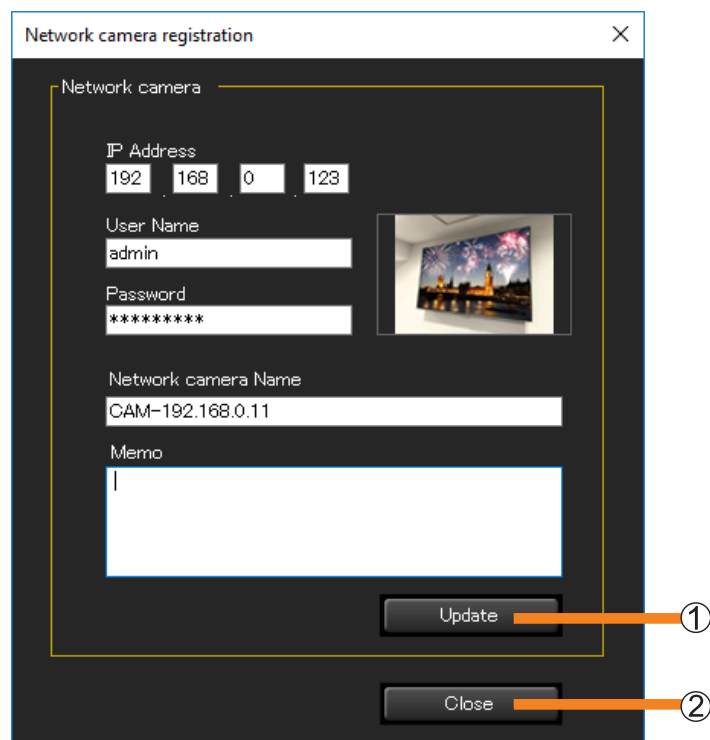 Network camera registration
Network camera
IP Address
192 . 168 . 0 . 123
User Name
admin
Password
*********
Network camera Name
CAM-192.168.0.11
Memo
Update ①
Close ②